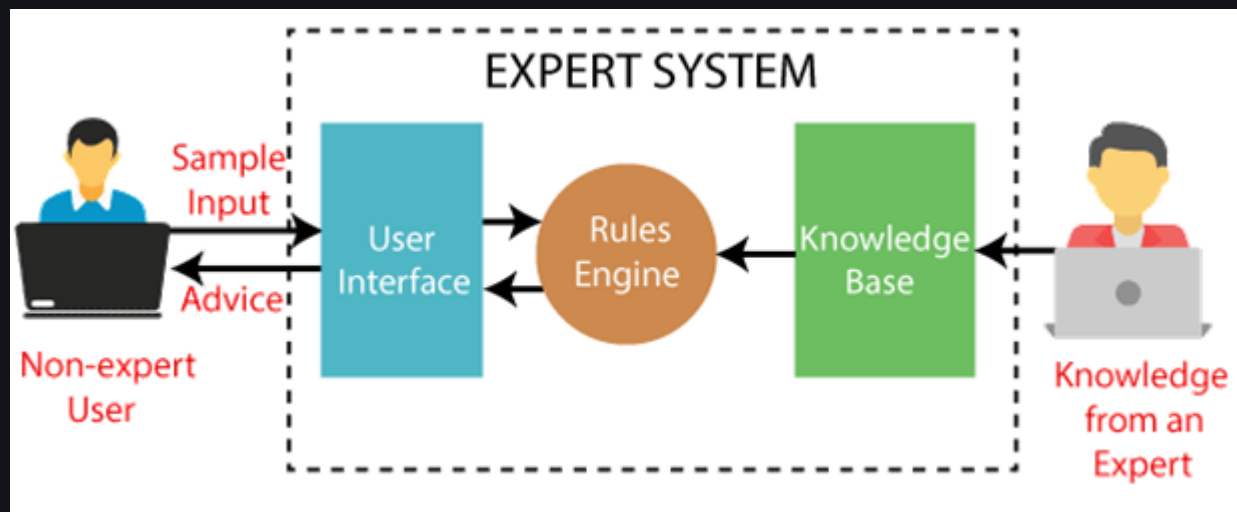 EXPERT SYSTEM
Sample
Input
Advice
Non-expert
User
User
Interface
Rules
Engine
Knowledge
Base
Knowledge
from an
Expert